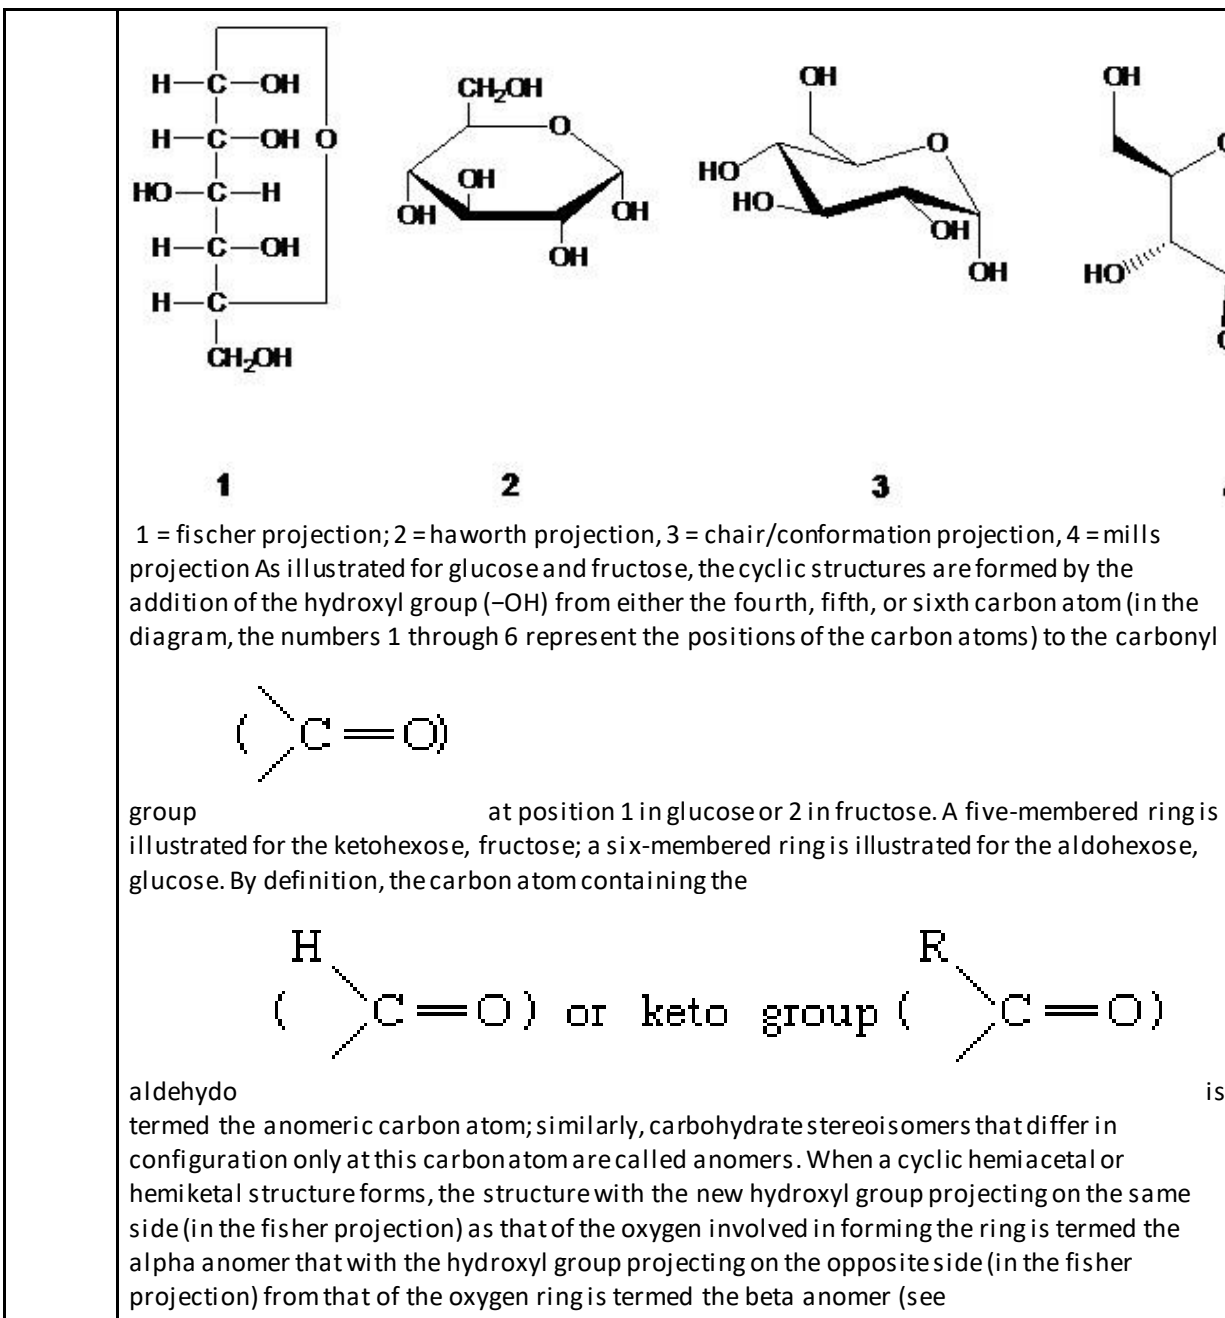 OH OH
H—C—OH CH₂OH
H—C—OH O O O
HO—C—H OH HO
H—C—OH OH OH HO OH HO
H—C OH OH
CH₂OH
1 2 3
1 = fischer projection; 2 = haworth projection, 3 = chair/conformation projection, 4 = mills
projection As illustrated for glucose and fructose, the cyclic structures are formed by the
addition of the hydroxyl group (−OH) from either the fourth, fifth, or sixth carbon atom (in the
diagram, the numbers 1 through 6 represent the positions of the carbon atoms) to the carbonyl
( C=O)
group at position 1 in glucose or 2 in fructose. A five-membered ring is
illustrated for the ketohexose, fructose; a six-membered ring is illustrated for the aldohexose,
glucose. By definition, the carbon atom containing the
H R
( C=O) or keto group ( C=O)
aldehydo is
termed the anomeric carbon atom; similarly, carbohydrate stereoisomers that differ in
configuration only at this carbon atom are called anomers. When a cyclic hemiacetal or
hemiketal structure forms, the structure with the new hydroxyl group projecting on the same
side (in the fisher projection) as that of the oxygen involved in forming the ring is termed the
alpha anomer that with the hydroxyl group projecting on the opposite side (in the fisher
projection) from that of the oxygen ring is termed the beta anomer (see